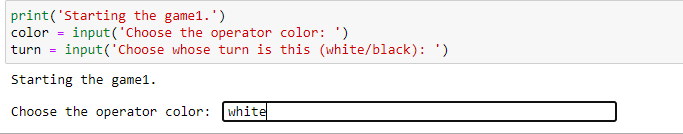 print('Starting the game1.')
color = input('Choose the operator color: ')
turn = input('Choose whose turn is this (white/black): ')
Starting the game1.
Choose the operator color: white